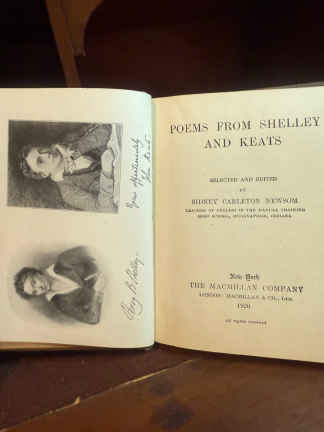 Yours affectionately
John Keats
Percy B. Shelley.
POEMS FROM SHELLEY
AND KEATS
SELECTED AND EDITED
BY
SIDNEY CARLETON NEWSOM
TEACHER OF ENGLISH IN THE MANUAL TRAINING
HIGH SCHOOL, INDIANAPOLIS, INDIANA
New York
THE MACMILLAN COMPANY
LONDON: MACMILLAN & CO., Ltd.
1920
All rights reserved